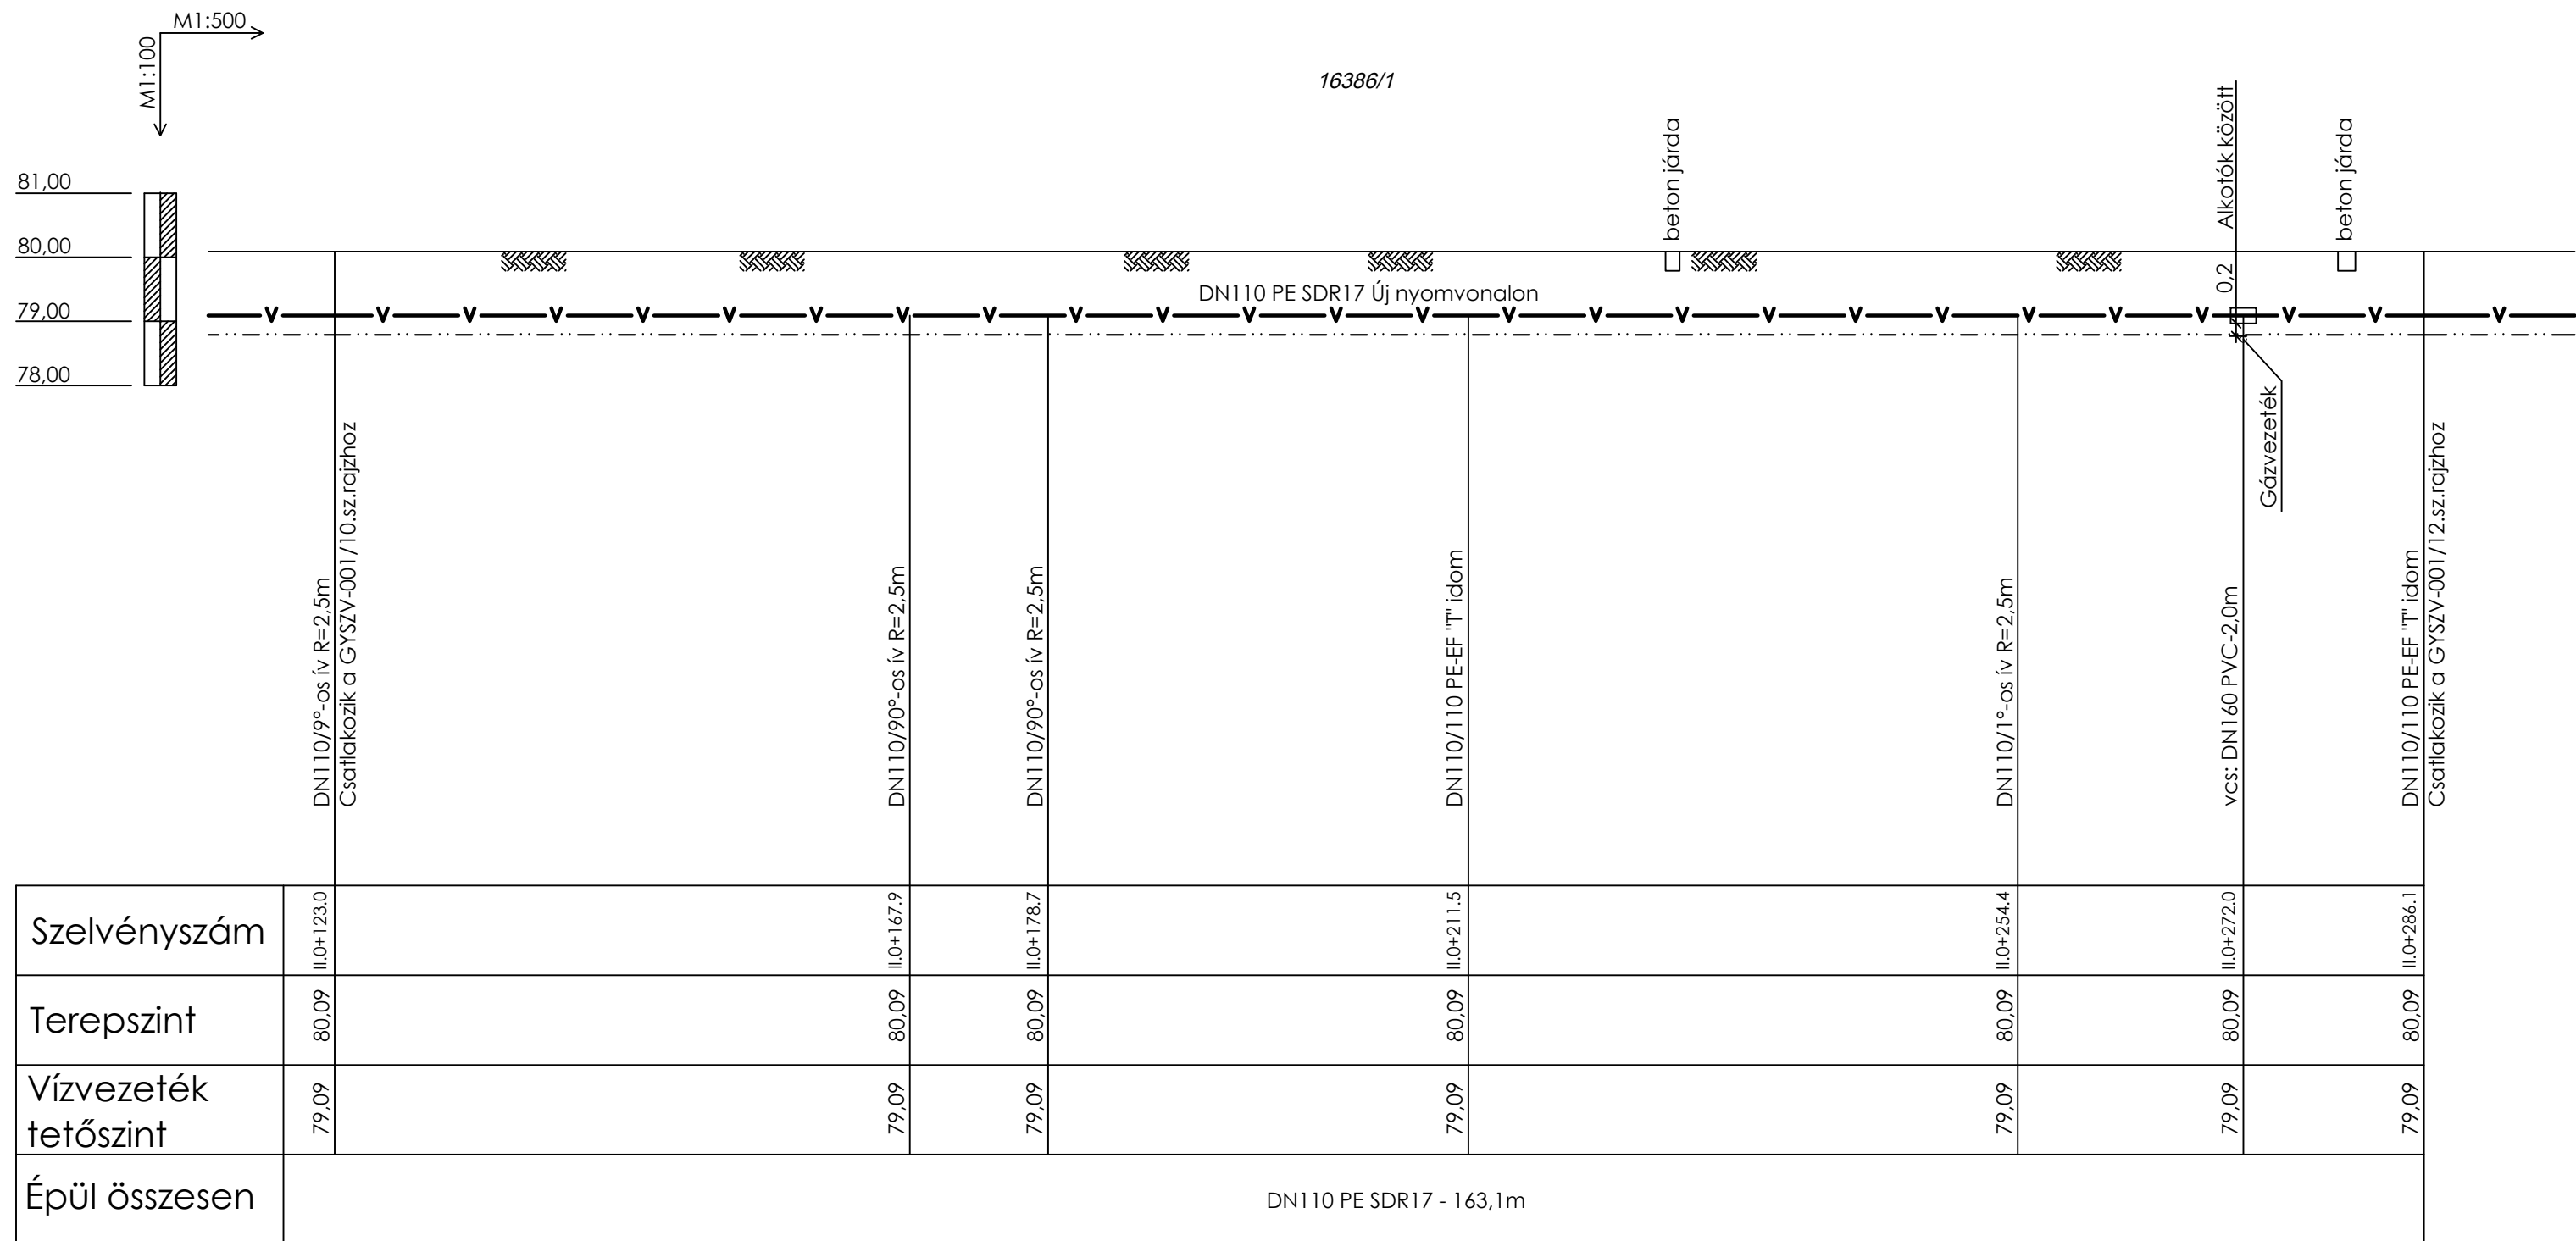 M1:500
M1:100
16386/1
81,00
80,00
79,00
78,00
beton járda
Alkotók között
beton járda
0,2
DN110 PE SDR17 Új nyomvonalon
V V V V V V V V V V V V V V V V V V V V V V V V V V
Gázvezeték
DN110/9°-os ív R=2,5m
Csatlakozik a GYSZV-001/10.sz.rajzhoz
DN110/90°-os ív R=2,5m
DN110/90°-os ív R=2,5m
DN110/110 PE-EF "T" idom
DN110/1°-os ív R=2,5m
vcs: DN160 PVC-2,0m
DN110/110 PE-EF "T" idom
Csatlakozik a GYSZV-001/12.sz.rajzhoz
Szelvényszám
II.0+123.0
II.0+167.9
II.0+178.7
II.0+211.5
II.0+254.4
II.0+272.0
II.0+286.1
Terepszint
80,09
80,09
80,09
80,09
80,09
80,09
80,09
Vízvezeték
tetőszint
79,09
79,09
79,09
79,09
79,09
79,09
79,09
Épül összesen
DN110 PE SDR17 - 163,1m